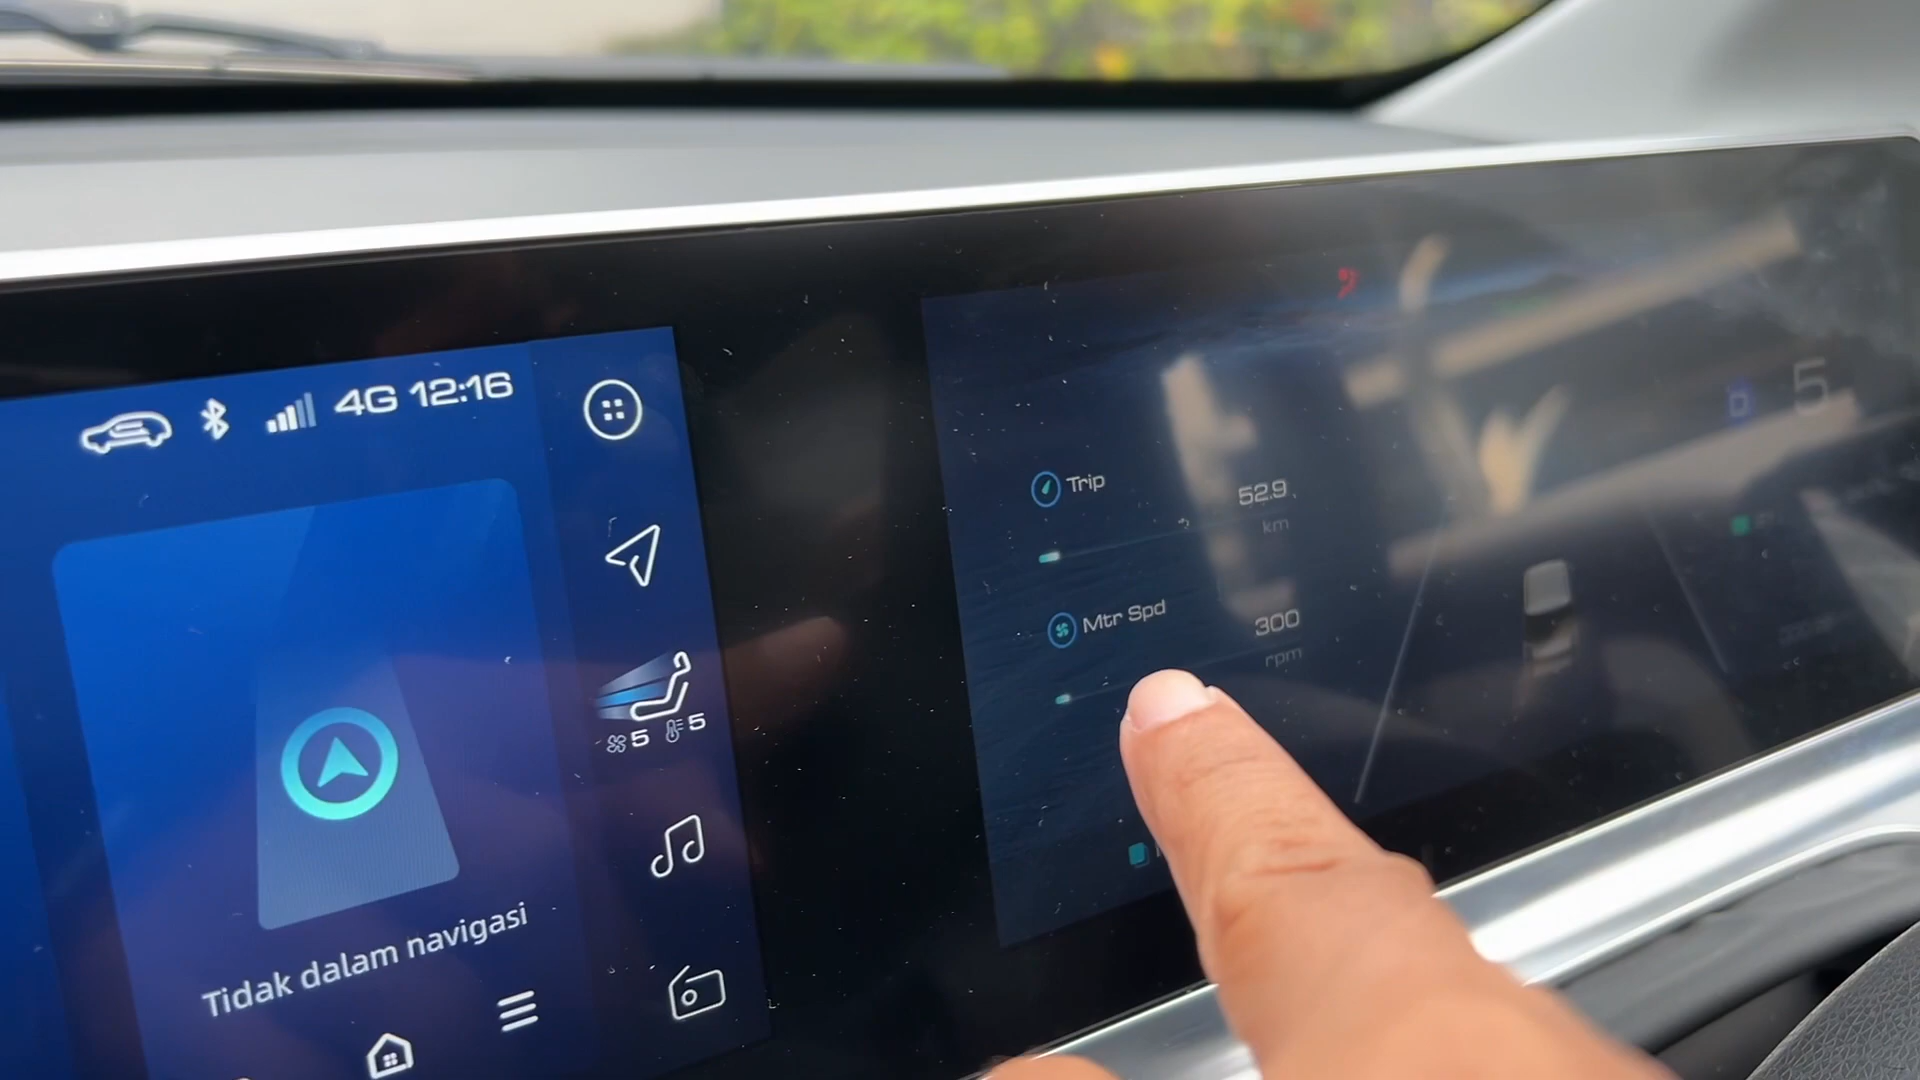 4G 12:16
5 5
Tidak dalam navigasi
Trip
52.9
km
Mtr Spd
300
rpm
D 5